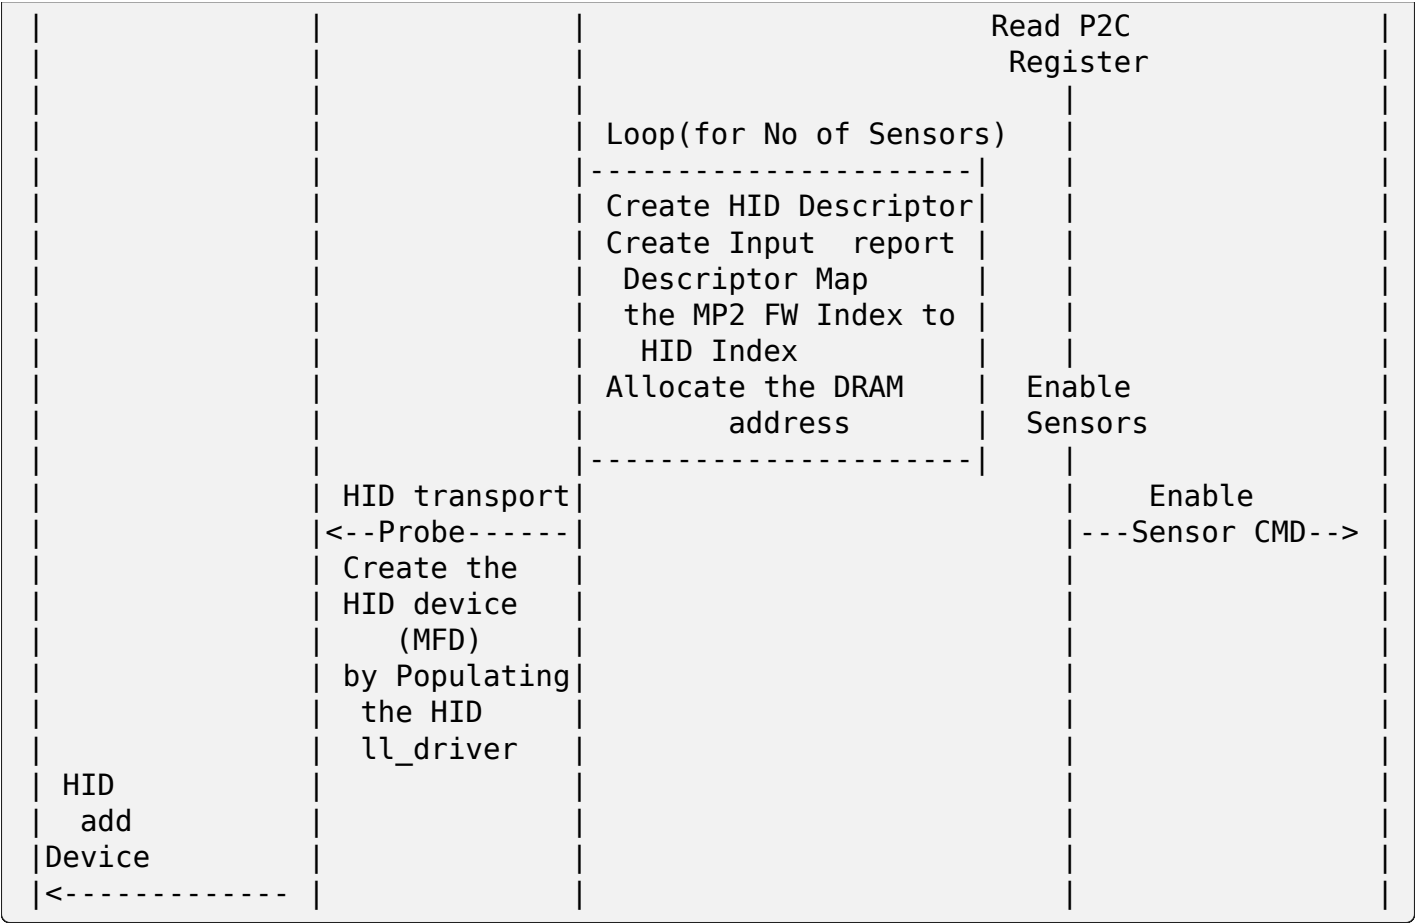 |               |              |                       Read P2C              |
|               |              |                        Register             |
|               |              |                           |                 |
|               |              | Loop(for No of Sensors)   |                 |
|               |              |----------------------|    |                 |
|               |              | Create HID Descriptor|    |                 |
|               |              | Create Input  report |    |                 |
|               |              |  Descriptor Map      |    |                 |
|               |              |  the MP2 FW Index to |    |                 |
|               |              |   HID Index          |    |                 |
|               |              | Allocate the DRAM    |  Enable              |
|               |              |        address       |  Sensors             |
|               |              |----------------------|    |                 |
|               | HID transport|                           |    Enable       |
|               |<--Probe------|                           |---Sensor CMD--> |
|               | Create the   |                           |                 |
|               | HID device   |                           |                 |
|               |    (MFD)     |                           |                 |
|               | by Populating|                           |                 |
|               |  the HID     |                           |                 |
|               |  ll_driver   |                           |                 |
| HID           |              |                           |                 |
|  add          |              |                           |                 |
|Device         |              |                           |                 |
|<------------- |              |                           |                 |